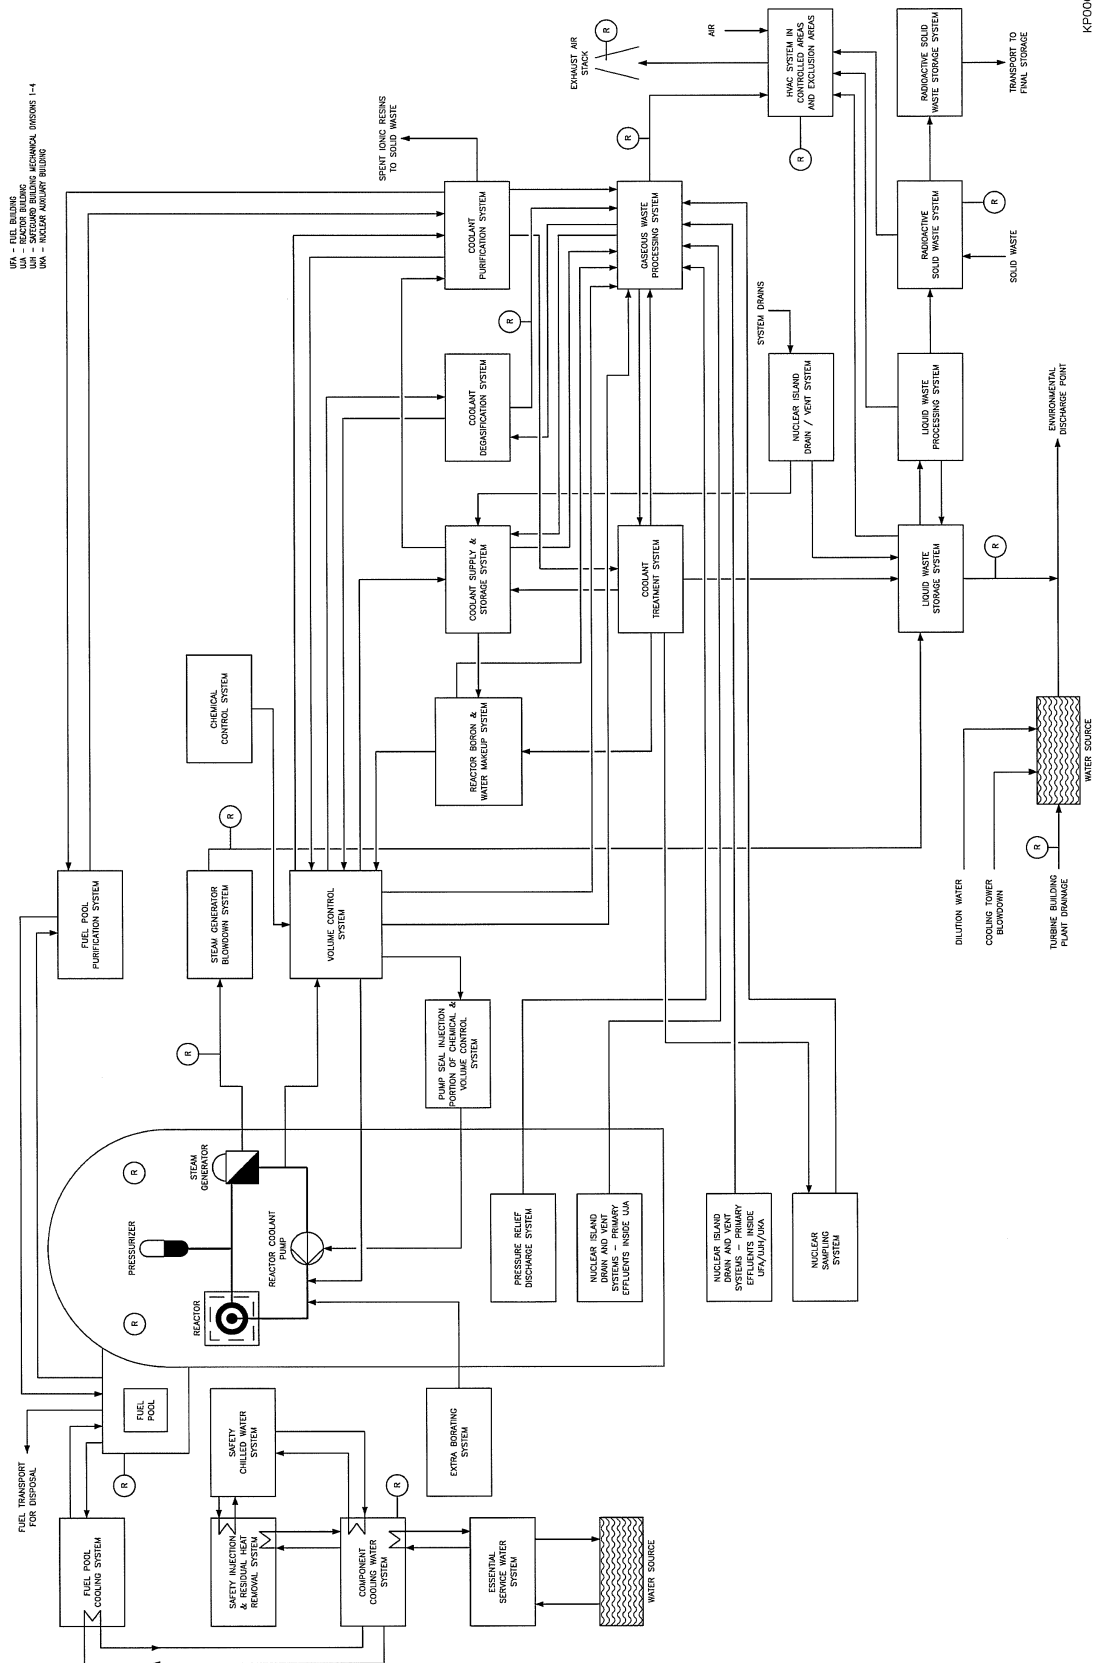 UFA - FUEL BUILDING
UJA - REACTOR BUILDING
UJH - SAFEGUARD BUILDING MECHANICAL DIVISIONS 1-4
UKA - NUCLEAR AUXILIARY BUILDING
FUEL TRANSPORT
FOR DISPOSAL
FUEL POOL
COOLING SYSTEM
R
FUEL
POOL
R
PRESSURIZER
R
FUEL POOL
PURIFICATION SYSTEM
SAFETY INJECTION
& RESIDUAL HEAT
REMOVAL SYSTEM
SAFETY
CHILLED WATER
SYSTEM
REACTOR
STEAM
GENERATOR
R
STEAM GENERATOR
BLOWDOWN SYSTEM
R
CHEMICAL
CONTROL SYSTEM
REACTOR COOLANT
PUMP
COMPONENT
COOLING WATER
SYSTEM
R
VOLUME CONTROL
SYSTEM
SPENT IONIC RESINS
TO SOLID WASTE
EXTRA BORATING
SYSTEM
PUMP SEAL INJECTION
PORTION OF CHEMICAL &
VOLUME CONTROL
SYSTEM
REACTOR BORON &
WATER MAKEUP SYSTEM
COOLANT SUPPLY &
STORAGE SYSTEM
COOLANT
DEGASIFICATION SYSTEM
R
COOLANT
PURIFICATION SYSTEM
ESSENTIAL
SERVICE WATER
SYSTEM
PRESSURE RELIEF
DISCHARGE SYSTEM
EXHAUST AIR
STACK
R
WATER SOURCE
NUCLEAR ISLAND
DRAIN AND VENT
SYSTEMS - PRIMARY
EFFLUENTS INSIDE UJA
COOLANT
TREATMENT SYSTEM
GASEOUS WASTE
PROCESSING SYSTEM
R
AIR
NUCLEAR ISLAND
DRAIN AND VENT
SYSTEMS - PRIMARY
EFFLUENTS INSIDE
UFA/UJH/UKA
SYSTEM DRAINS
NUCLEAR
SAMPLING
SYSTEM
NUCLEAR ISLAND
DRAIN / VENT SYSTEM
R
HVAC SYSTEM IN
CONTROLLED AREAS
AND EXCLUSION AREAS
LIQUID WASTE
STORAGE SYSTEM
LIQUID WASTE
PROCESSING SYSTEM
RADIOACTIVE
SOLID WASTE SYSTEM
RADIOACTIVE SOLID
WASTE STORAGE SYSTEM
DILUTION WATER
COOLING TOWER
BLOWDOWN
R
R
SOLID WASTE
TRANSPORT TO
FINAL STORAGE
R
TURBINE BUILDING
PLANT DRAINAGE
WATER SOURCE
ENVIRONMENTAL
DISCHARGE POINT